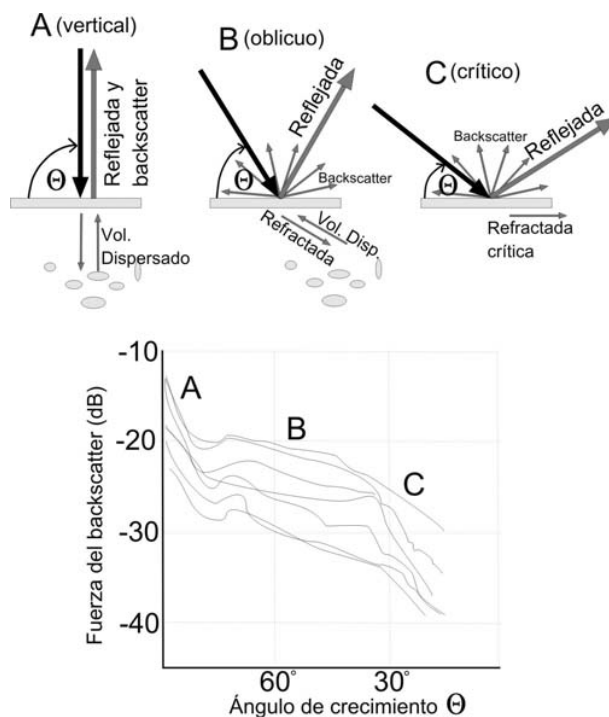 A (vertical)
Θ
Reflejada y
backscatter
Vol.
Dispersado
B (oblicuo)
Reflejada
Θ
Backscatter
Refractada
Vol. Disp.
C (crítico)
Backscatter
Reflejada
Θ
Refractada
crítica
Fuerza del backscatter (dB)
-10
-20
-30
-40
A
B
C
60°
30°
Ángulo de crecimiento Θ